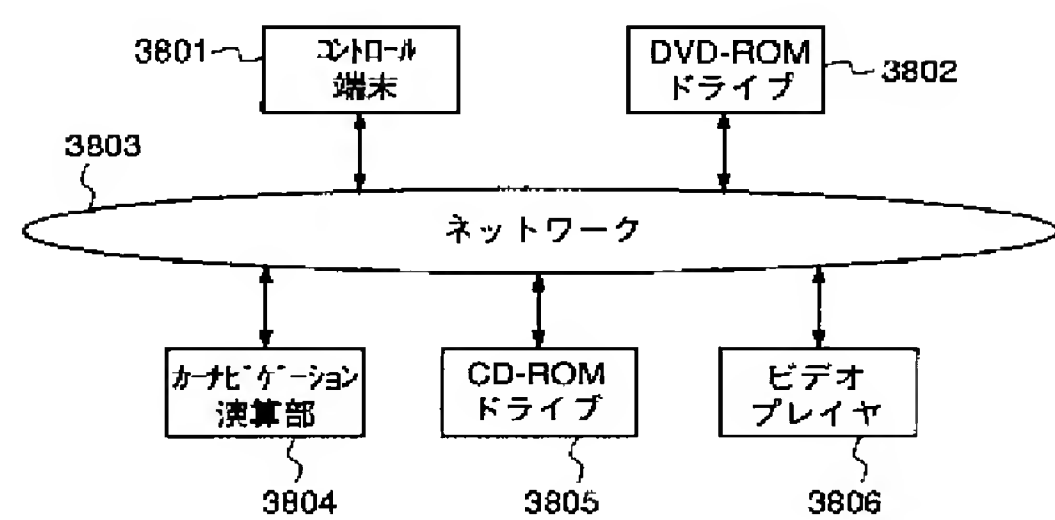 3801
コントロール
端末
DVD-ROM
ドライブ
3802
3803
ネットワーク
カーナビゲーション
演算部
CD-ROM
ドライブ
ビデオ
プレイヤ
3804
3805
3806